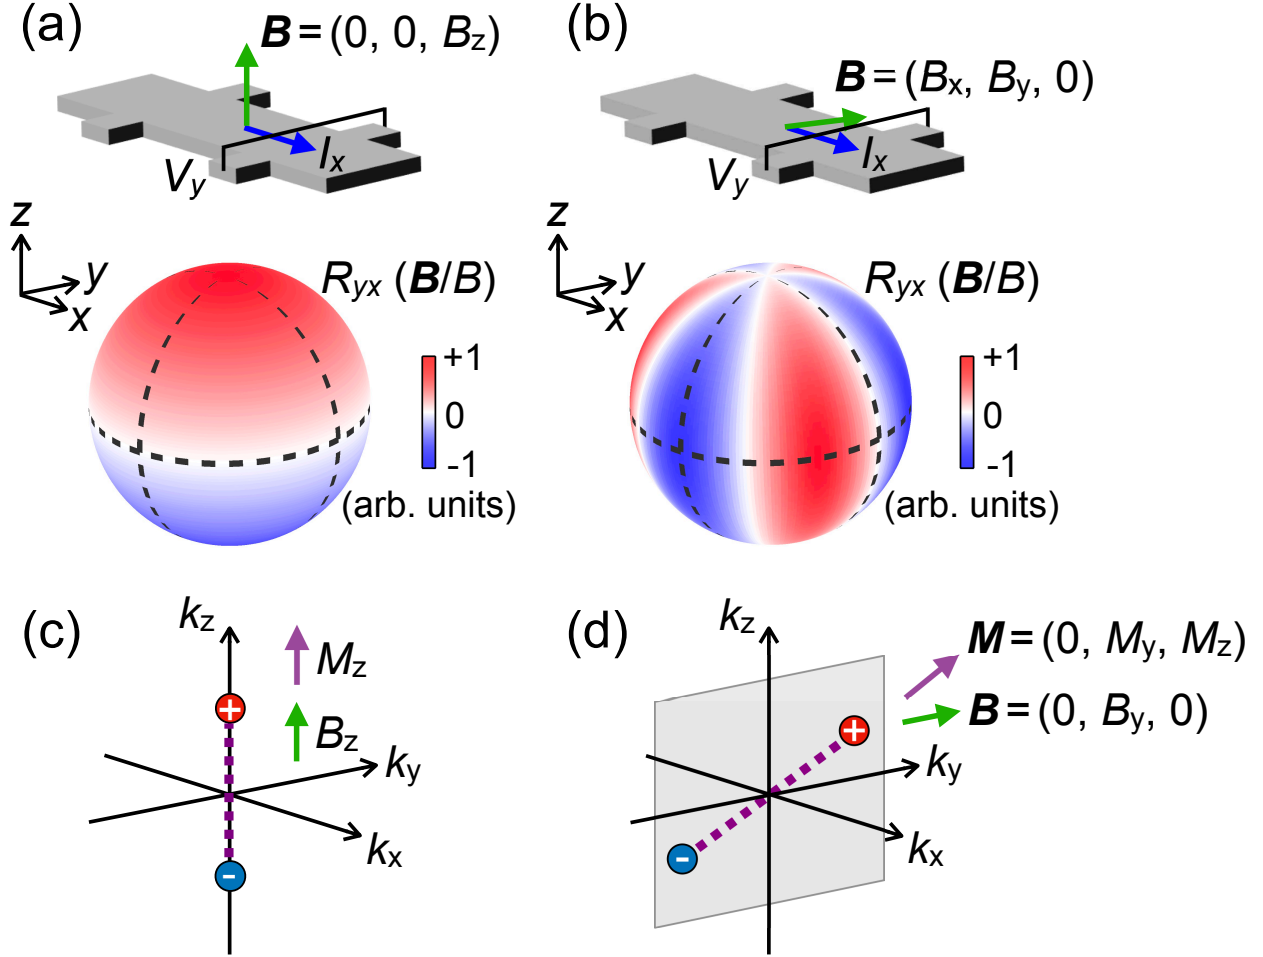 (a)
B = (0, 0, Bz)
Ix
Vy
z
y
x
Ryx (B/B)
+1
0
-1
(arb. units)
(b)
B = (Bx, By, 0)
Ix
Vy
z
y
x
Ryx (B/B)
+1
0
-1
(arb. units)
(c)
kz
Mz
Bz
ky
kx
+
-
(d)
kz
M = (0, My, Mz)
B = (0, By, 0)
ky
kx
+
-